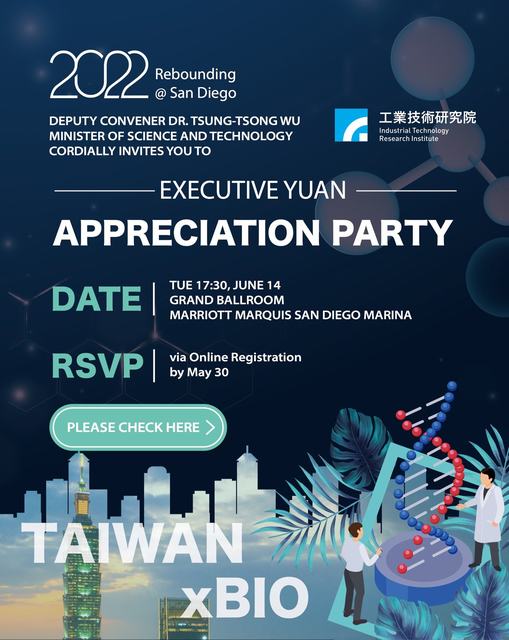 2022 Rebounding
@ San Diego
DEPUTY CONVENER DR. TSUNG-TSONG WU
MINISTER OF SCIENCE AND TECHNOLOGY
CORDIALLY INVITES YOU TO
工業技術研究院
Industrial Technology
Research Institute
EXECUTIVE YUAN
APPRECIATION PARTY
DATE
TUE 17:30, JUNE 14
GRAND BALLROOM
MARRIOTT MARQUIS SAN DIEGO MARINA
RSVP
via Online Registration
by May 30
PLEASE CHECK HERE
TAIWAN
xBIO